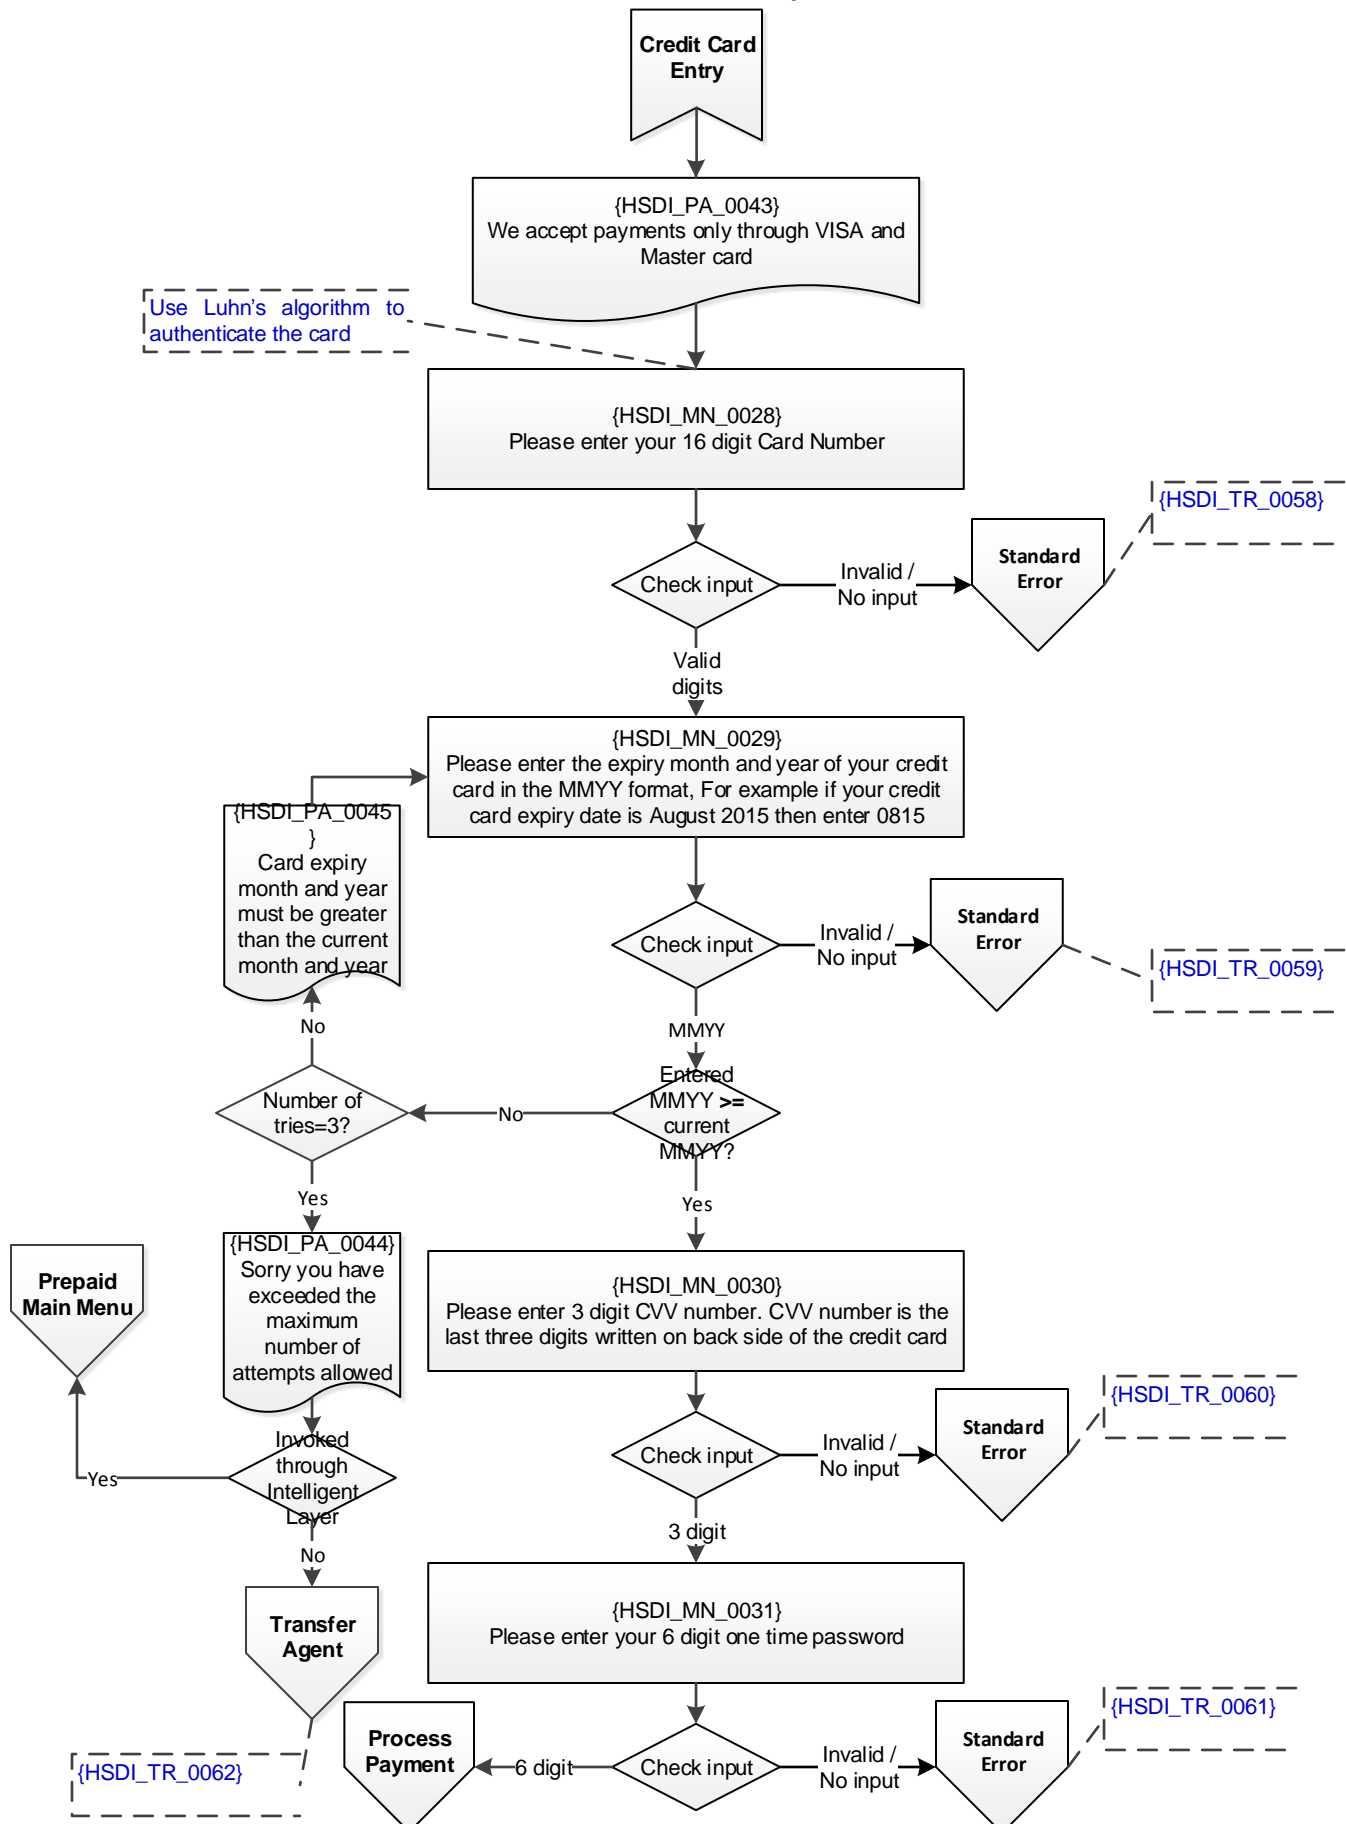 Credit Card
Entry
{HSDI_PA_0043}
We accept payments only through VISA and
Master card
Use Luhn's algorithm to
authenticate the card
{HSDI_MN_0028}
Please enter your 16 digit Card Number
{HSDI_TR_0058}
Check input
Invalid /
No input
Standard
Error
Valid
digits
{HSDI_MN_0029}
Please enter the expiry month and year of your credit
card in the MMYY format, For example if your credit
card expiry date is August 2015 then enter 0815
{HSDI_PA_0045
}
Card expiry
month and year
must be greater
than the current
month and year
Check input
Invalid /
No input
Standard
Error
{HSDI_TR_0059}
No
MMYY
Number of
tries=3?
No
Entered
MMYY >=
current
MMYY?
Yes
Yes
{HSDI_PA_0044}
Sorry you have
exceeded the
maximum
number of
attempts allowed
Prepaid
Main Menu
{HSDI_MN_0030}
Please enter 3 digit CVV number. CVV number is the
last three digits written on back side of the credit card
{HSDI_TR_0060}
Yes
Invoked
through
Intelligent
Layer
Check input
Invalid /
No input
Standard
Error
3 digit
No
Transfer
Agent
{HSDI_MN_0031}
Please enter your 6 digit one time password
{HSDI_TR_0061}
{HSDI_TR_0062}
Process
Payment
6 digit
Check input
Invalid /
No input
Standard
Error